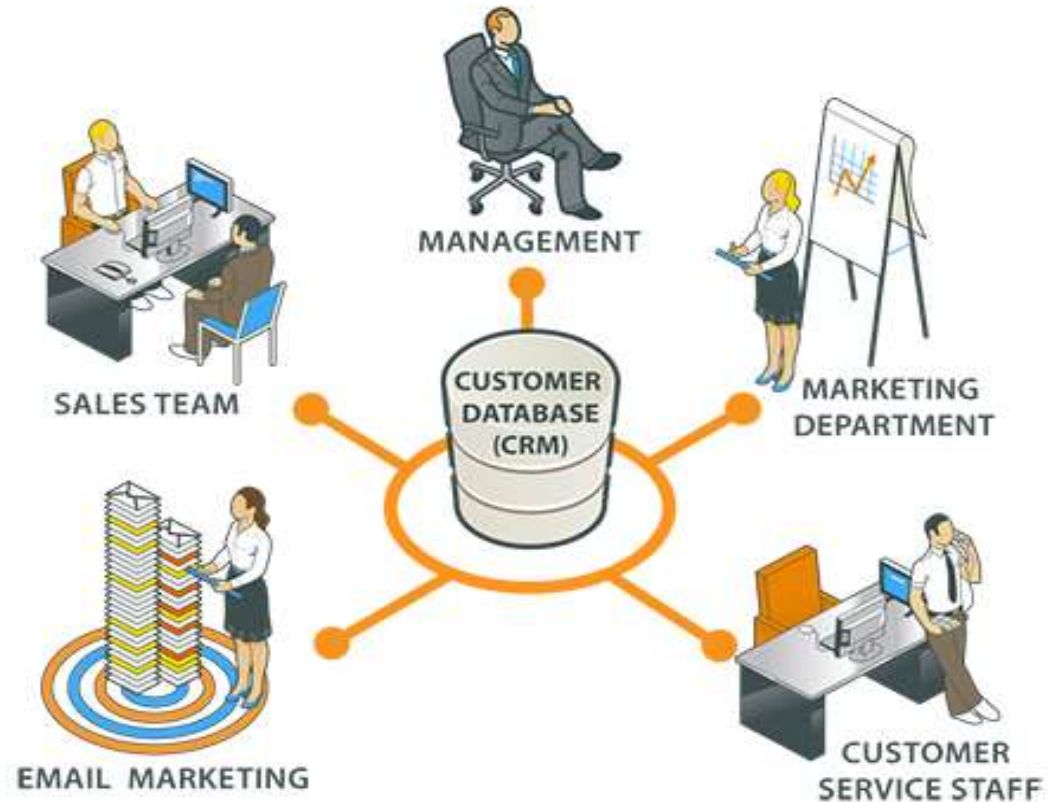 MANAGEMENT
SALES TEAM
CUSTOMER
DATABASE
(CRM)
MARKETING
DEPARTMENT
EMAIL MARKETING
CUSTOMER
SERVICE STAFF